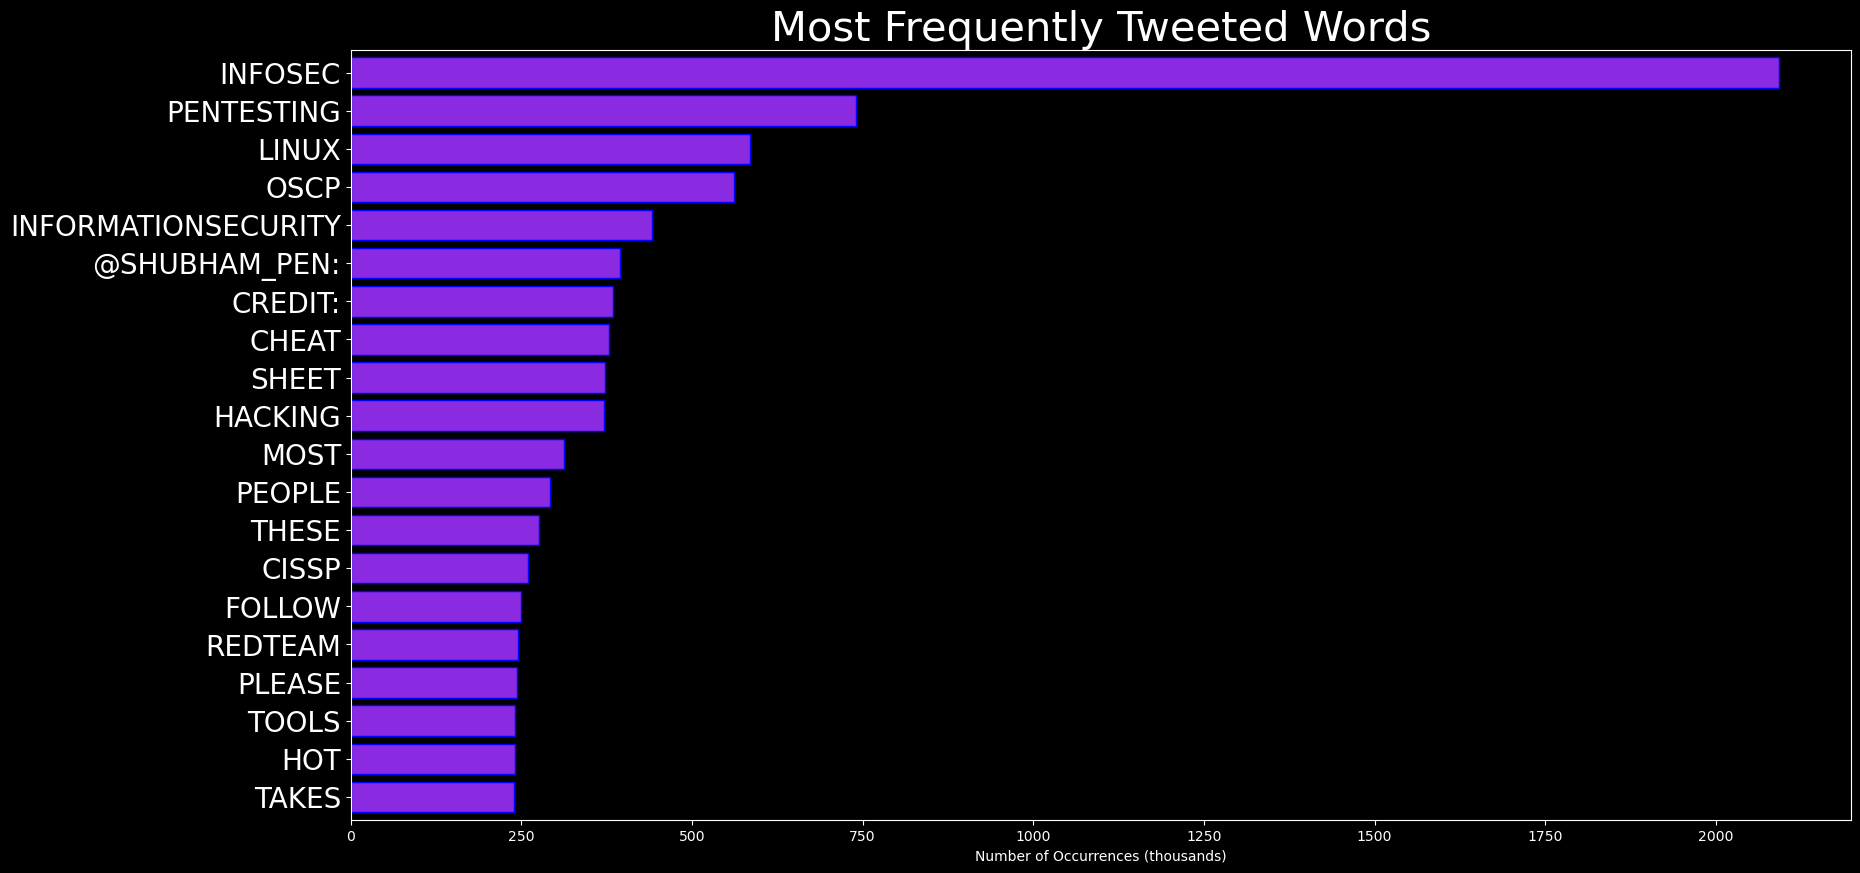 Most Frequently Tweeted Words
INFOSEC
PENTESTING
LINUX
OSCP
INFORMATIONSECURITY
@SHUBHAM_PEN:
CREDIT:
CHEAT
SHEET
HACKING
MOST
PEOPLE
THESE
CISSP
FOLLOW
REDTEAM
PLEASE
TOOLS
HOT
TAKES
0 250 500 750 1000 1250 1500 1750 2000
Number of Occurrences (thousands)